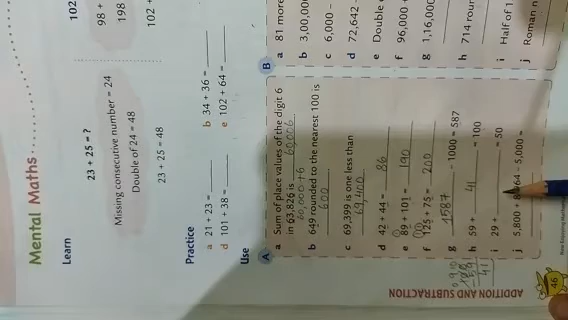 Mental Maths
Learn
23 + 25 = ?
Missing consecutive number = 24
Double of 24 = 48
23 + 25 = 48
102
98 +
198
102 +
Practice
a 21 + 23 =
b 34 + 36 =
d 101 + 38 =
e 102 + 64 =
Use
A
a Sum of place values of the digit 6
in 63,826 is 60,006
60,000+6
b 649 rounded to the nearest 100 is
600
c 69,399 is one less than
69,400
d 42 + 44 = 86
e 89 + 101 = 190
f 125 + 75 = 200
g 1587 - 1000 = 587
h 59 + 41 = 100
i 29 + = 50
j 5,800 + 64 - 5,000 =
B
a 81 more
b 3,00,00
c 6,000 -
d 72,642 -
e Double
f 96,000 +
g 1,16,00
h 714 roun
i Half of 1
j Roman n
ADDITION AND SUBTRACTION
46